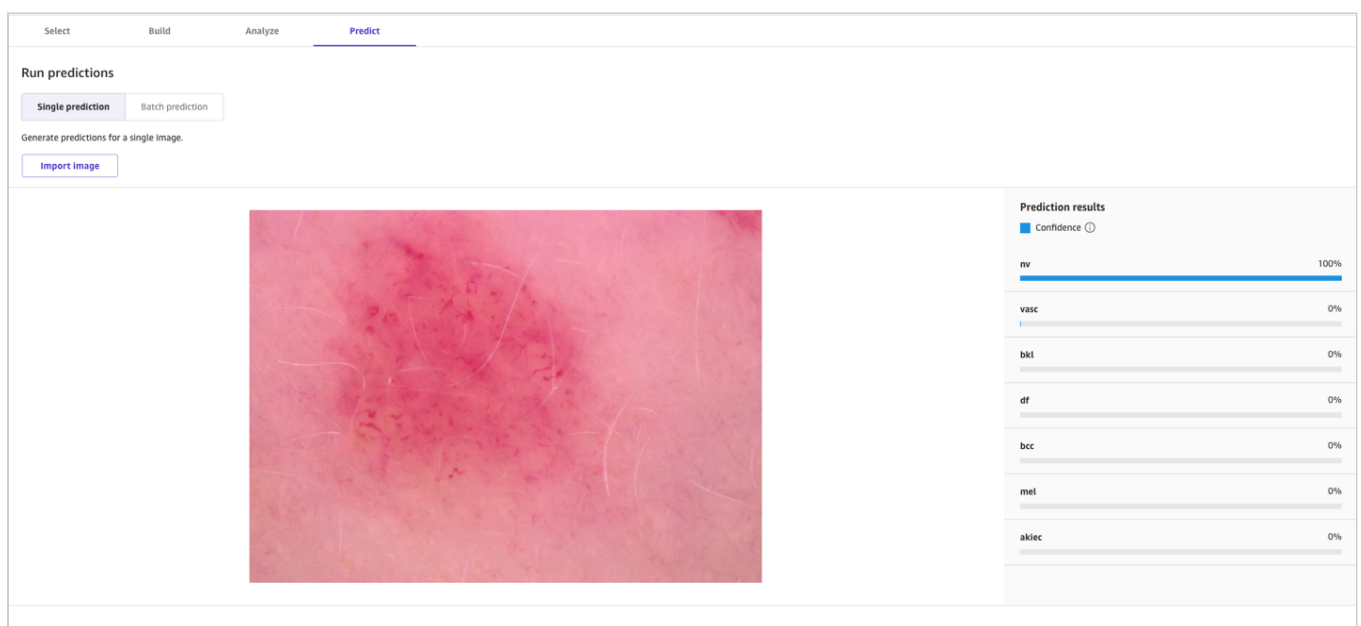 Select Build Analyze Predict
Run predictions
Single prediction Batch prediction
Generate predictions for a single image.
Import image
Prediction results
Confidence
nv 100%
vasc 0%
bkl 0%
df 0%
bcc 0%
mel 0%
akiec 0%